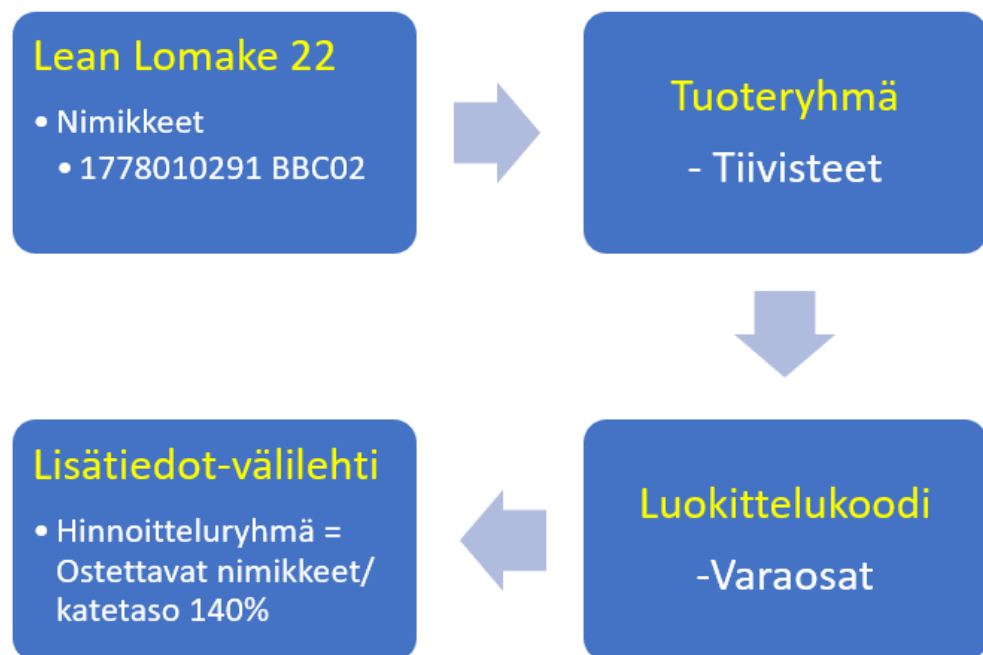 Lean Lomake 22
• Nimikkeet
• 1778010291 BBC02
Tuoteryhmä
- Tiivisteet
Luokittelukoodi
-Varaosat
Lisätiedot-välilehti
• Hinnoitteluryhmä =
Ostettavat nimikkeet/
katetaso 140%